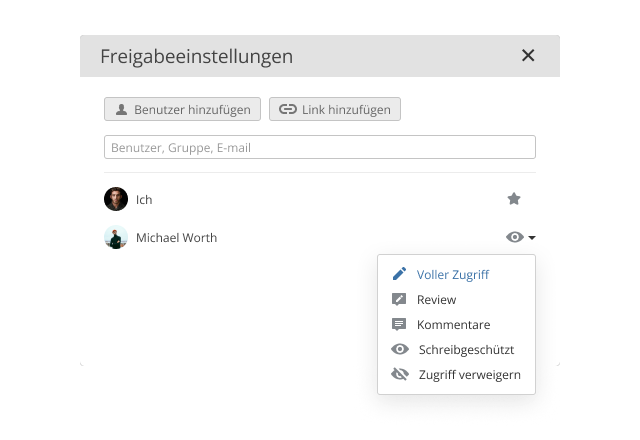 Freigabeeinstellungen
Benutzer hinzufügen
Link hinzufügen
Benutzer, Gruppe, E-mail
Ich
Michael Worth
Voller Zugriff
Review
Kommentare
Schreibgeschützt
Zugriff verweigern